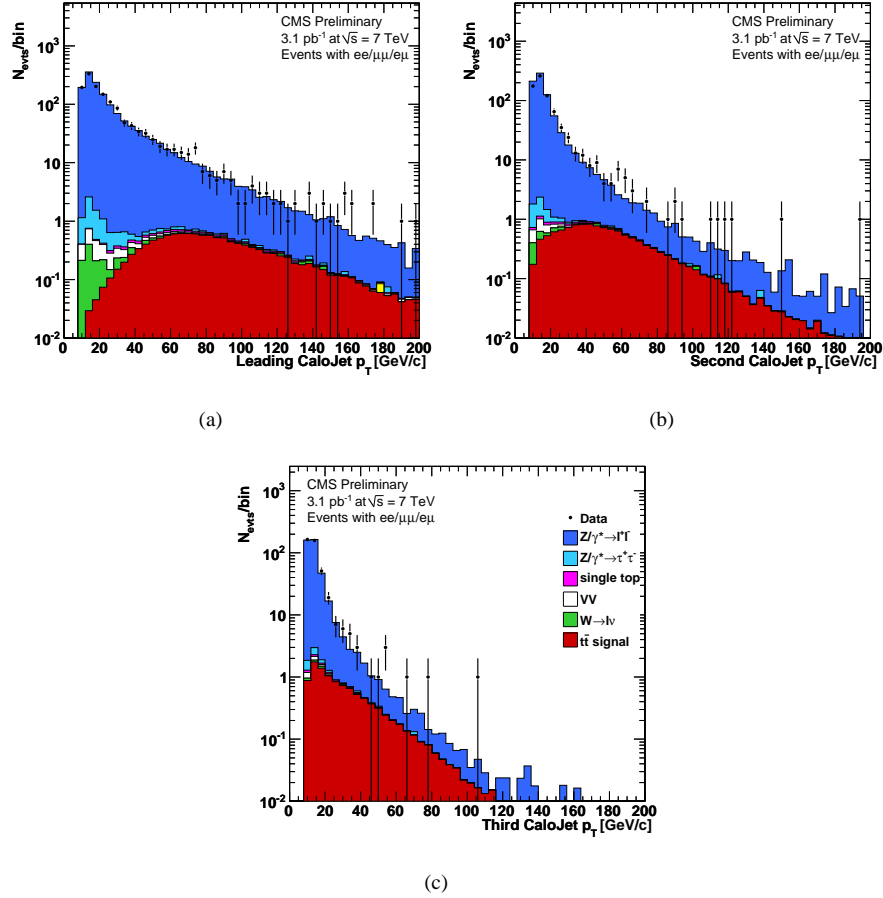 CMS Preliminary
3.1 pb⁻¹ at √s = 7 TeV
Events with ee/μμ/eμ
N_evts/bin
10³
10²
10
1
10⁻¹
10⁻²
0 20 40 60 80 100 120 140 160 180 200
Leading CaloJet p_T [GeV/c]
(a)
CMS Preliminary
3.1 pb⁻¹ at √s = 7 TeV
Events with ee/μμ/eμ
N_evts/bin
10³
10²
10
1
10⁻¹
10⁻²
0 20 40 60 80 100 120 140 160 180 200
Second CaloJet p_T [GeV/c]
(b)
CMS Preliminary
3.1 pb⁻¹ at √s = 7 TeV
Events with ee/μμ/eμ
N_evts/bin
10³
10²
10
1
10⁻¹
10⁻²
Data
Z/γ*→l⁺l⁻
Z/γ*→τ⁺τ⁻
single top
VV
W→lν
tt̄ signal
0 20 40 60 80 100 120 140 160 180 200
Third CaloJet p_T [GeV/c]
(c)